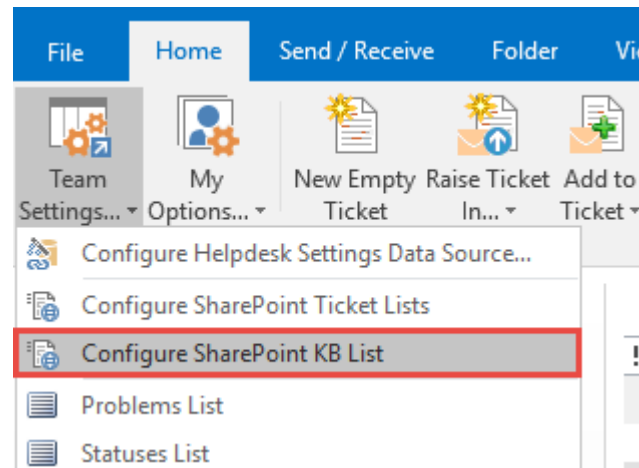 File Home Send / Receive Folder
Team My New Empty Raise Ticket Add to
Settings... Options... Ticket In... Ticket
Configure Helpdesk Settings Data Source...
Configure SharePoint Ticket Lists
Configure SharePoint KB List
!
Problems List
Statuses List